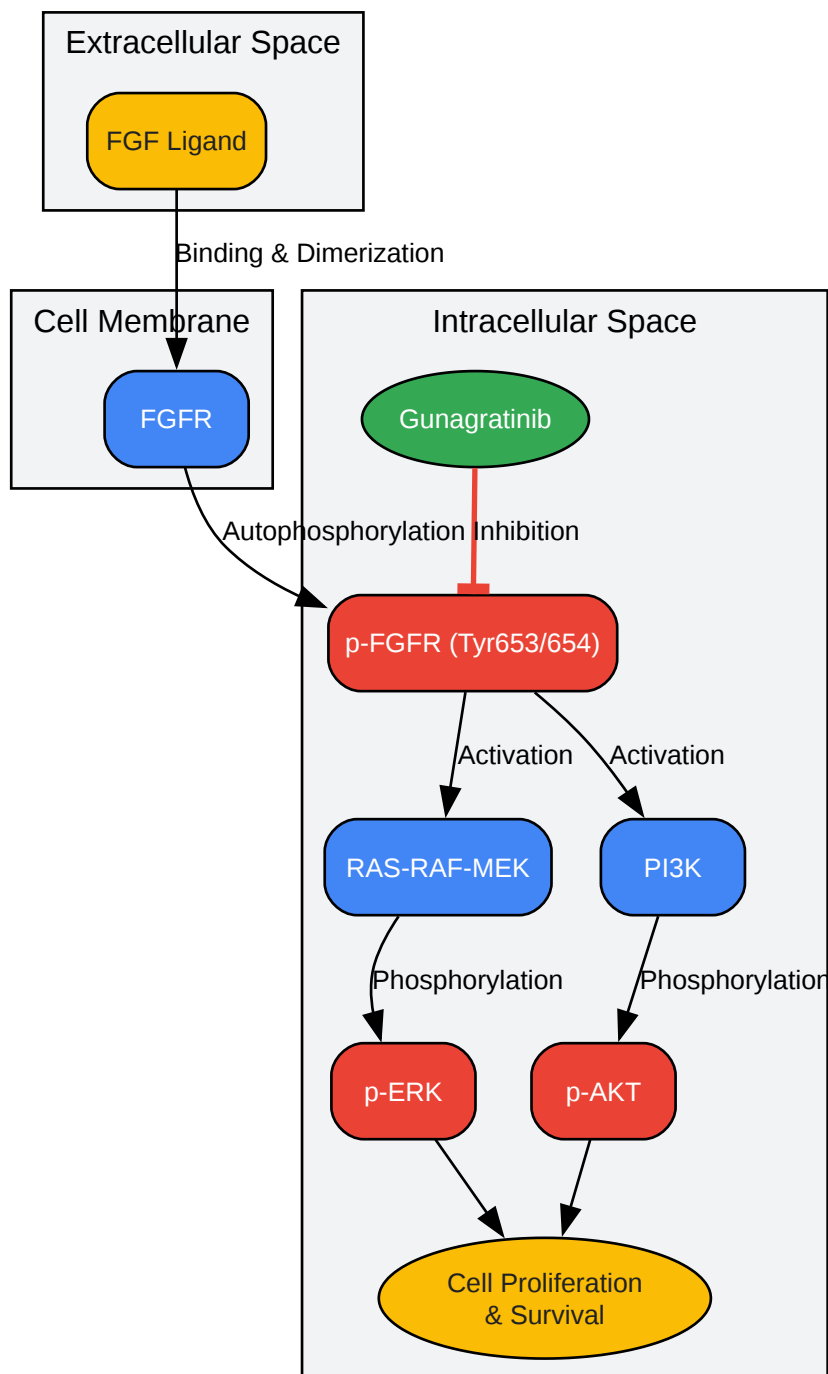 Extracellular Space
FGF Ligand
Binding & Dimerization
Cell Membrane
Intracellular Space
FGFR
Gunagratinib
Autophosphorylation
Inhibition
p-FGFR (Tyr653/654)
Activation
Activation
RAS-RAF-MEK
PI3K
Phosphorylation
Phosphorylation
p-ERK
p-AKT
Cell Proliferation
& Survival